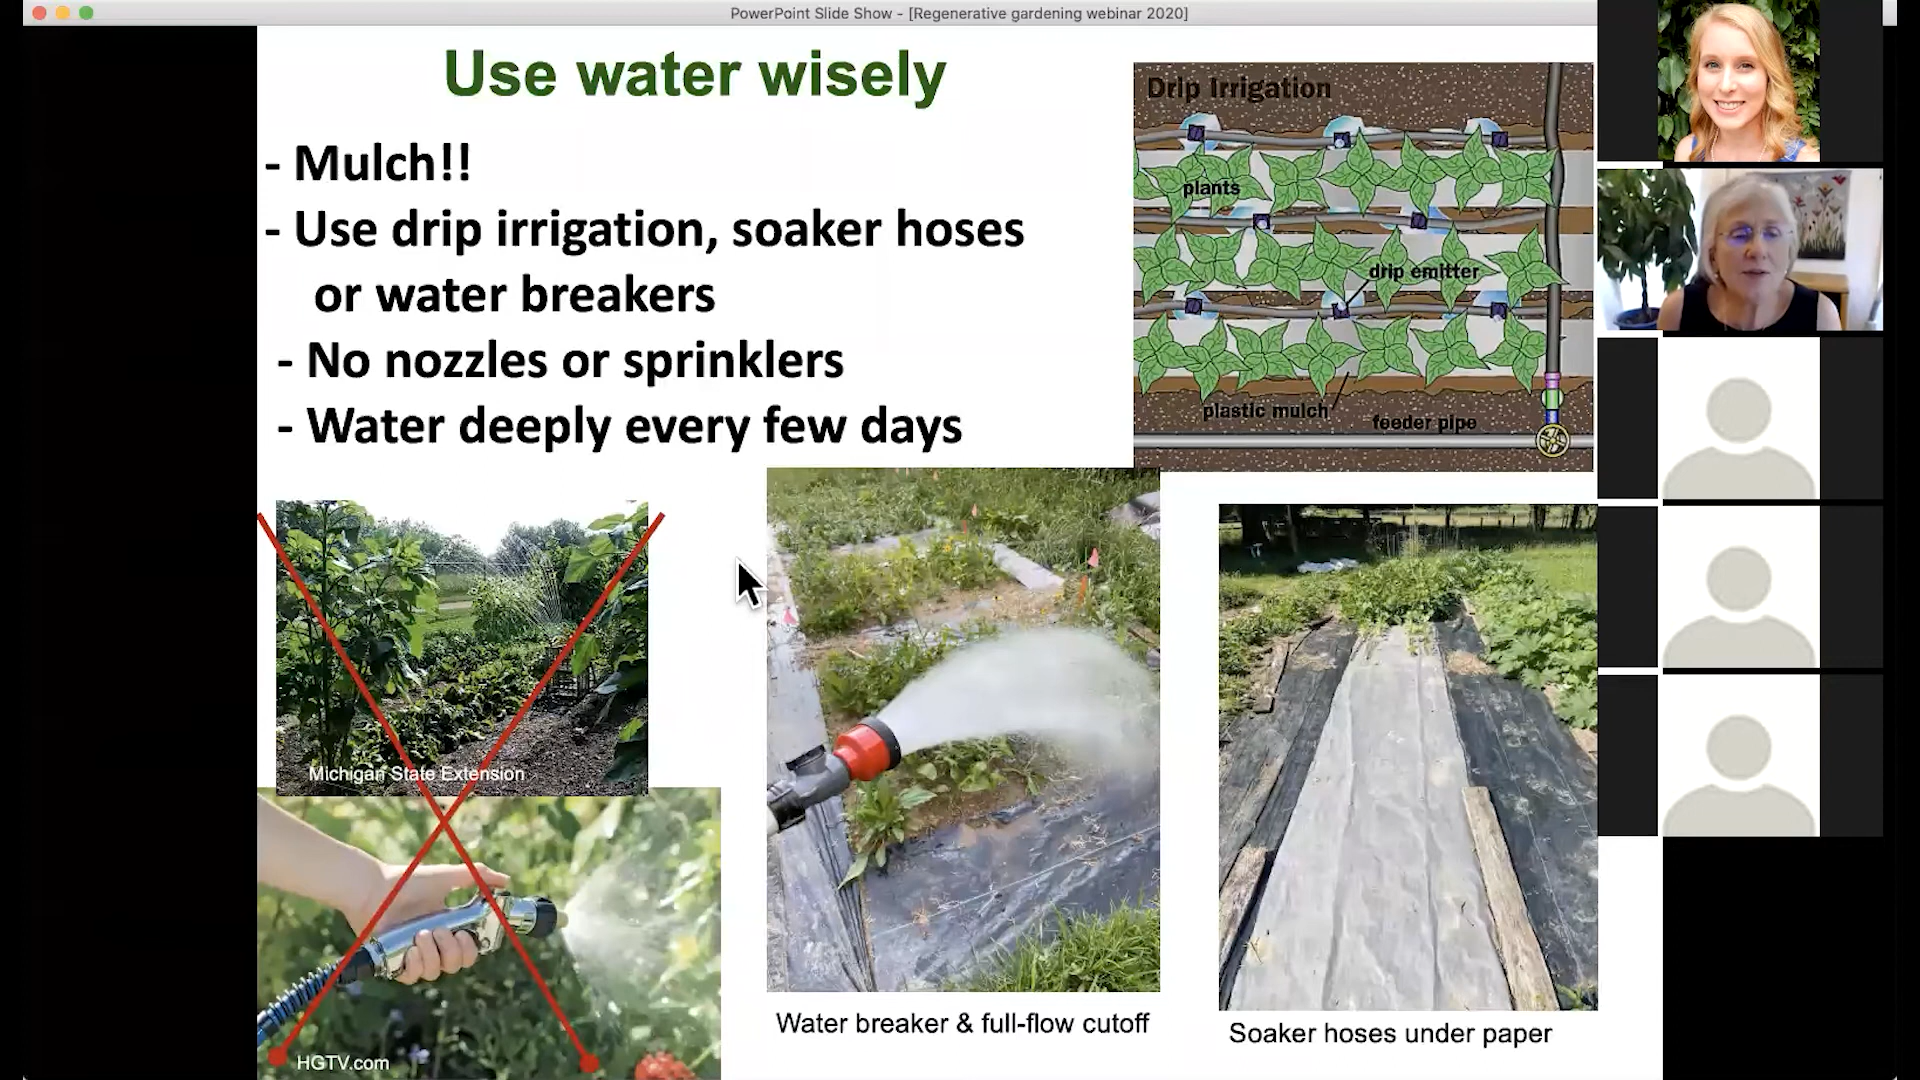 PowerPoint Slide Show - [Regenerative gardening webinar 2020]
Use water wisely
- Mulch!!
- Use drip irrigation, soaker hoses
or water breakers
- No nozzles or sprinklers
- Water deeply every few days
Drip Irrigation
plants
drip emitter
plastic mulch
feeder pipe
Michigan State Extension
HGTV.com
Water breaker & full-flow cutoff
Soaker hoses under paper